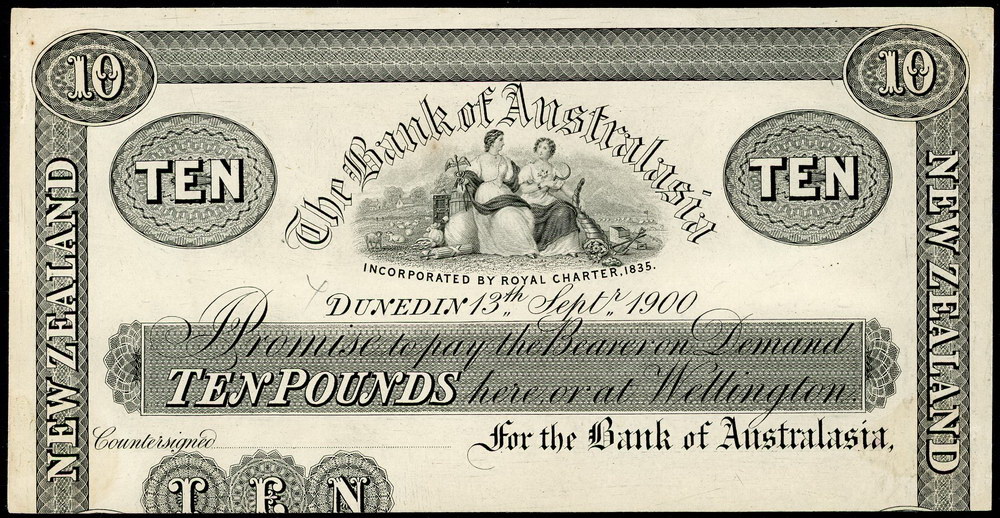 10 10
TEN TEN
The Bank of Australasia
INCORPORATED BY ROYAL CHARTER, 1835.
DUNEDIN 13th Septr 1900
Promise to pay the Bearer on Demand
TEN POUNDS here, or at Wellington.
Countersigned
For the Bank of Australasia,
TEN
NEW ZEALAND
NEW ZEALAND